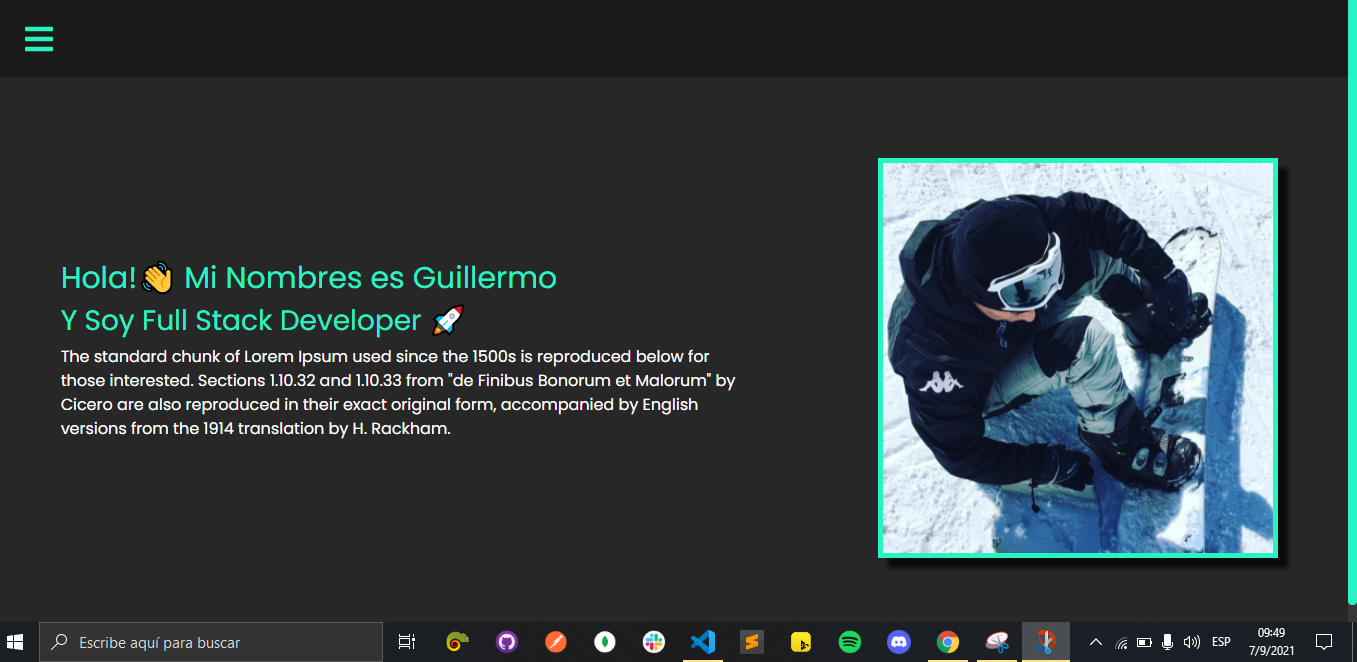 Hola!👋 Mi Nombres es Guillermo
Y Soy Full Stack Developer 🚀
The standard chunk of Lorem Ipsum used since the 1500s is reproduced below for
those interested. Sections 1.10.32 and 1.10.33 from "de Finibus Bonorum et Malorum" by
Cicero are also reproduced in their exact original form, accompanied by English
versions from the 1914 translation by H. Rackham.
Escribe aquí para buscar
ESP
09:49
7/9/2021